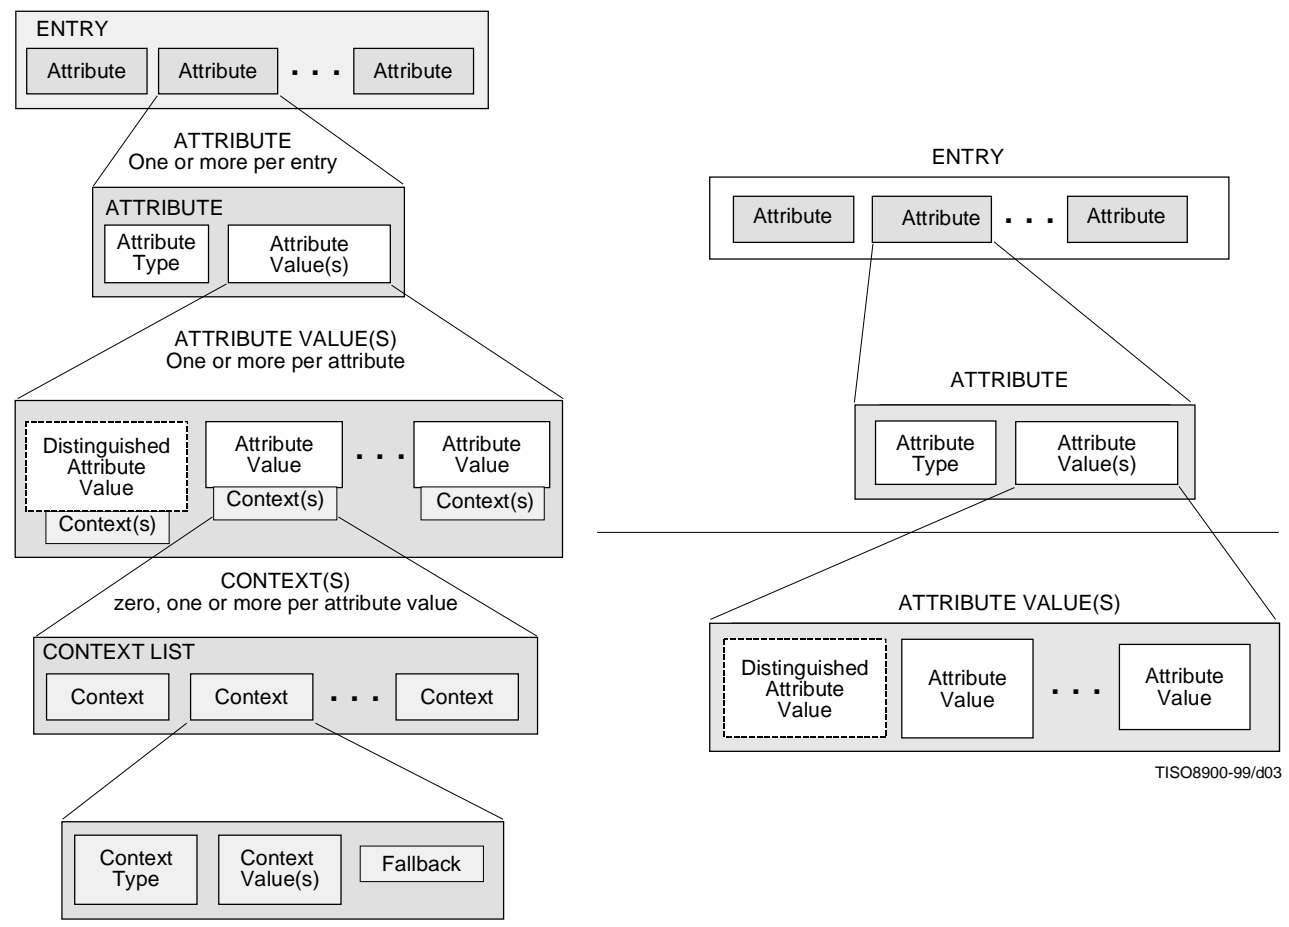 ENTRY
Attribute Attribute . . . Attribute
ATTRIBUTE
One or more per entry
ATTRIBUTE
Attribute
Type
Attribute
Value(s)
ATTRIBUTE VALUE(S)
One or more per attribute
Distinguished
Attribute
Value
Context(s)
Attribute
Value
Context(s)
. . .
Attribute
Value
Context(s)
CONTEXT(S)
zero, one or more per attribute value
CONTEXT LIST
Context Context . . . Context
Context
Type
Context
Value(s)
Fallback
ENTRY
Attribute Attribute . . . Attribute
ATTRIBUTE
Attribute
Type
Attribute
Value(s)
ATTRIBUTE VALUE(S)
Distinguished
Attribute
Value
Attribute
Value
. . .
Attribute
Value
TISO8900-99/d03